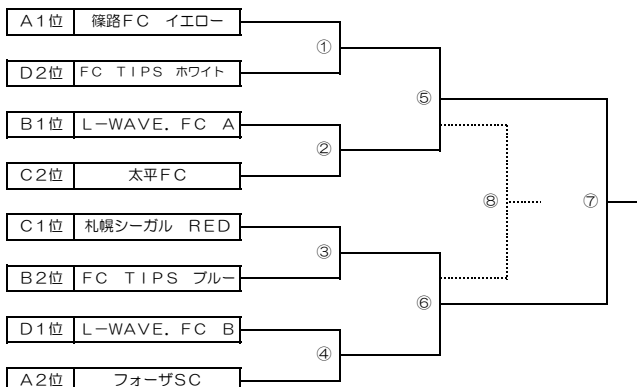 A1位 篠路FC イエロー
①
D2位 FC TIPS ホワイト
⑤
B1位 L−WAVE．FC A
②
C2位 太平FC
⑧ ⑦
C1位 札幌シーガル RED
③
B2位 FC TIPS ブルー
⑥
D1位 L−WAVE．FC B
④
A2位 フォーザSC